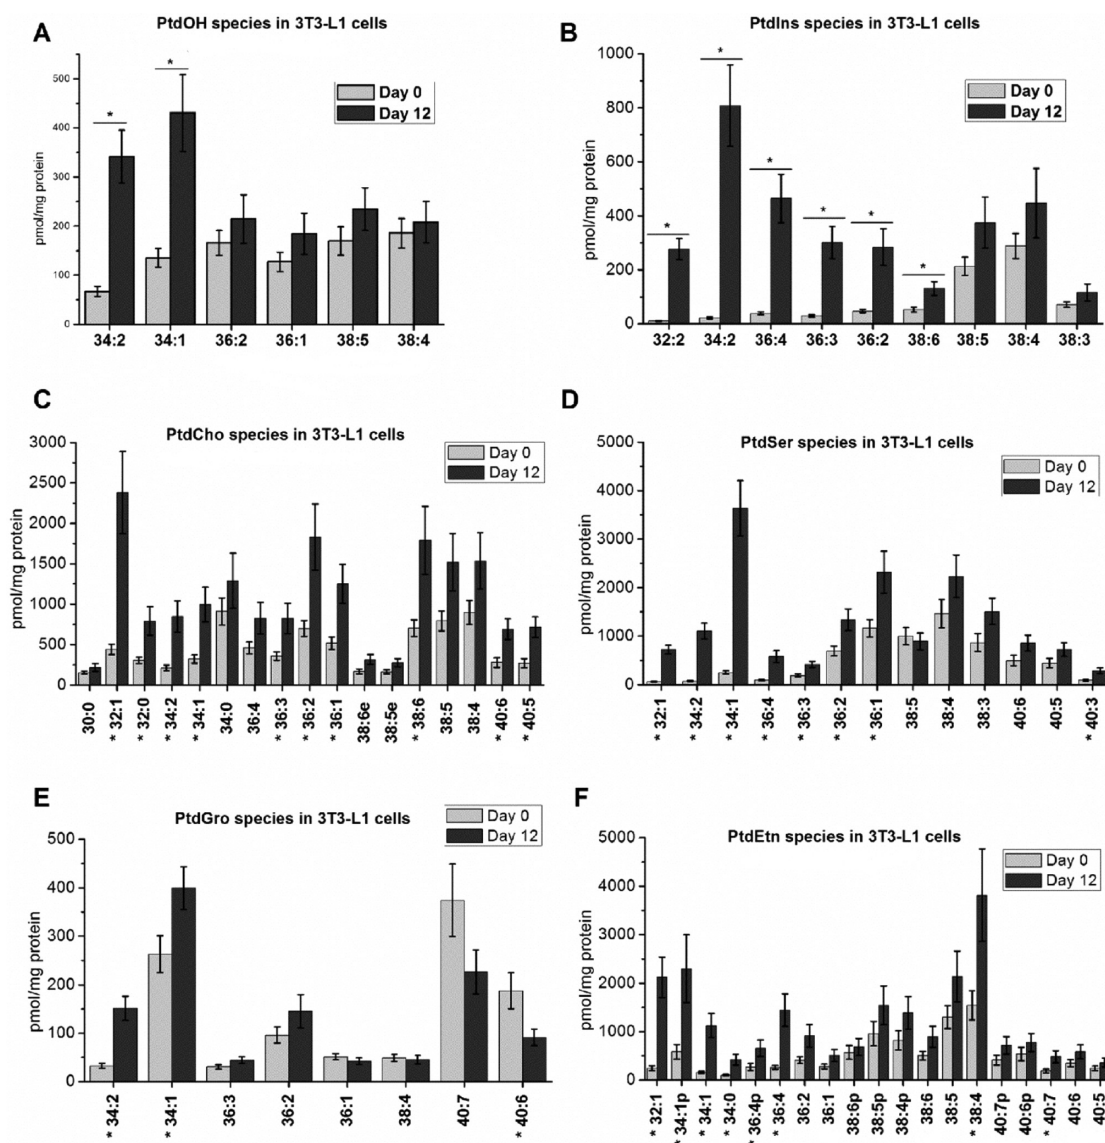 A
PtdOH species in 3T3-L1 cells
pmol/mg protein
500
400
300
200
100
0
* *
Day 0
Day 12
34:2 34:1 36:2 36:1 38:5 38:4
B
PtdIns species in 3T3-L1 cells
pmol/mg protein
1000
800
600
400
200
0
* * * * * *
Day 0
Day 12
32:2 34:2 36:4 36:3 36:2 38:6 38:5 38:4 38:3
C
PtdCho species in 3T3-L1 cells
pmol/mg protein
3000
2500
2000
1500
1000
500
0
Day 0
Day 12
30:0
* 32:1
* 32:0
* 34:2
* 34:1
34:0
36:4
* 36:3
* 36:2
* 36:1
38:6e
38:5e
* 38:6
38:5
38:4
* 40:6
* 40:5
D
PtdSer species in 3T3-L1 cells
pmol/mg protein
5000
4000
3000
2000
1000
0
Day 0
Day 12
* 32:1
* 34:2
* 34:1
* 36:4
* 36:3
* 36:2
* 36:1
38:5
38:4
38:3
40:6
40:5
* 40:3
E
PtdGro species in 3T3-L1 cells
pmol/mg protein
500
400
300
200
100
0
Day 0
Day 12
* 34:2
* 34:1
36:3
36:2
36:1
38:4
40:7
* 40:6
F
PtdEtn species in 3T3-L1 cells
pmol/mg protein
5000
4000
3000
2000
1000
0
Day 0
Day 12
* 32:1
* 34:1p
* 34:1
* 34:0
* 36:4p
* 36:4
36:2
36:1
38:6p
38:5p
38:4p
38:6
38:5
* 38:4
40:7p
40:6p
* 40:7
40:6
40:5